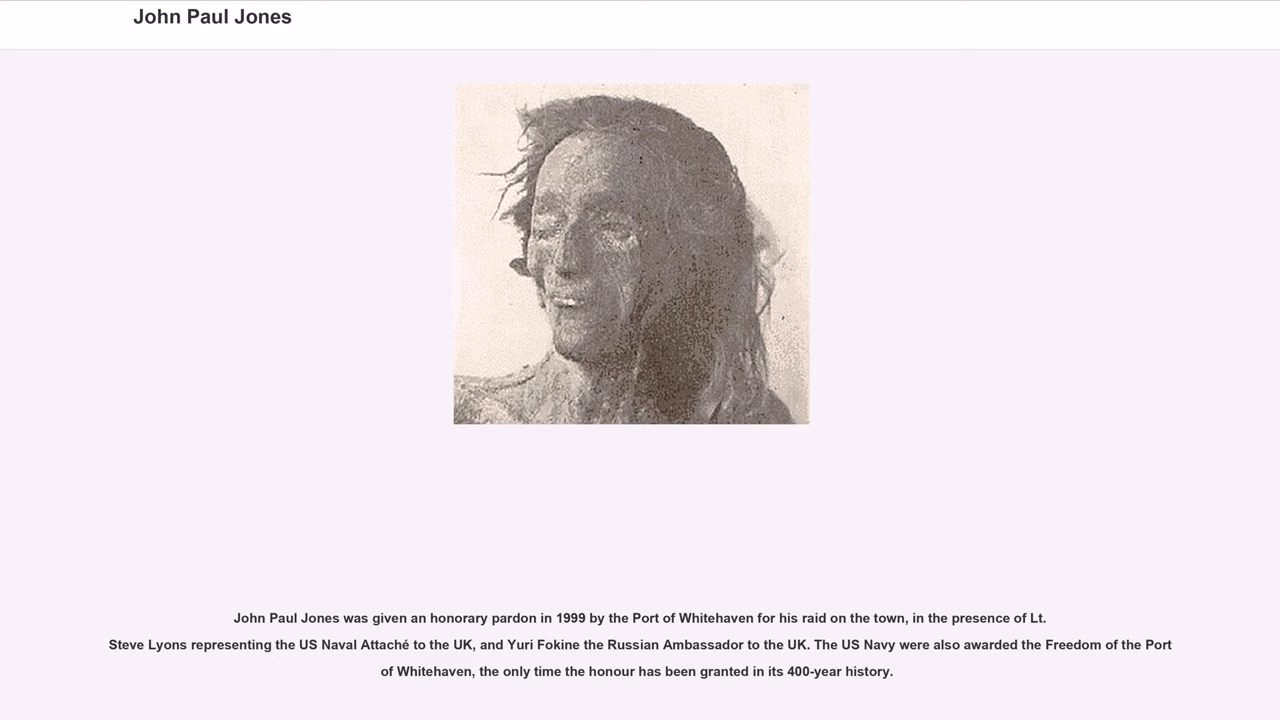 John Paul Jones
John Paul Jones was given an honorary pardon in 1999 by the Port of Whitehaven for his raid on the town, in the presence of Lt.
Steve Lyons representing the US Naval Attaché to the UK, and Yuri Fokine the Russian Ambassador to the UK. The US Navy were also awarded the Freedom of the Port
of Whitehaven, the only time the honour has been granted in its 400-year history.